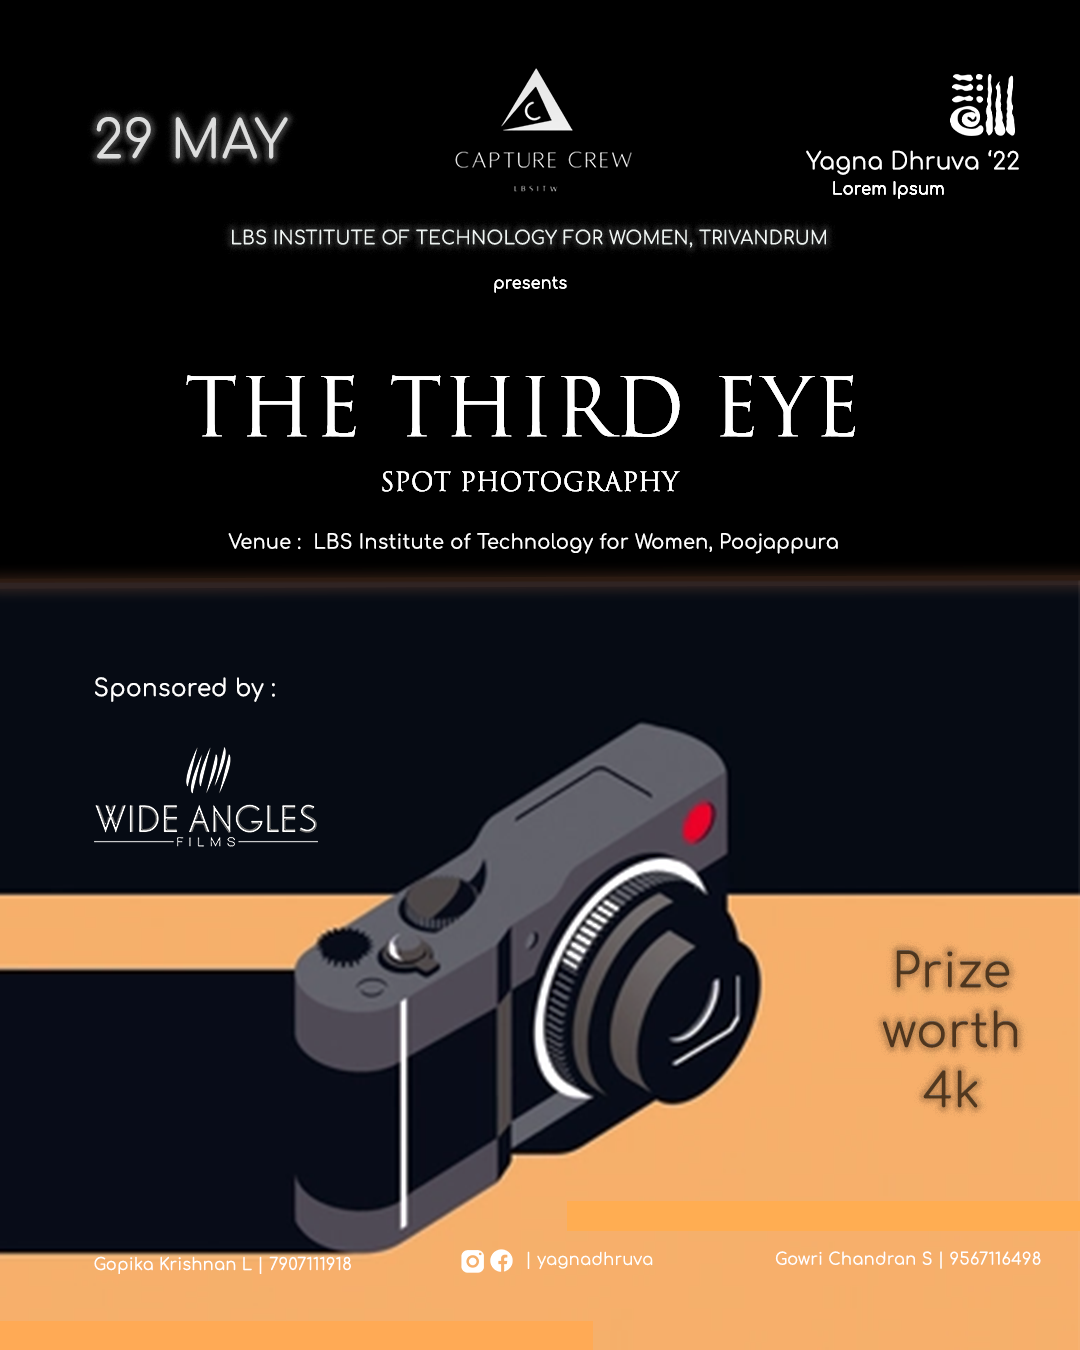 29 MAY
C
CAPTURE CREW
LBSITW
Yagna Dhruva ‘22
Lorem Ipsum
LBS INSTITUTE OF TECHNOLOGY FOR WOMEN, TRIVANDRUM
presents
THE THIRD EYE
SPOT PHOTOGRAPHY
Venue : LBS Institute of Technology for Women, Poojappura
Sponsored by :
WIDE ANGLES
FILMS
Prize
worth
4k
Gopika Krishnan L | 7907111918
| yagnadhruva
Gowri Chandran S | 9567116498